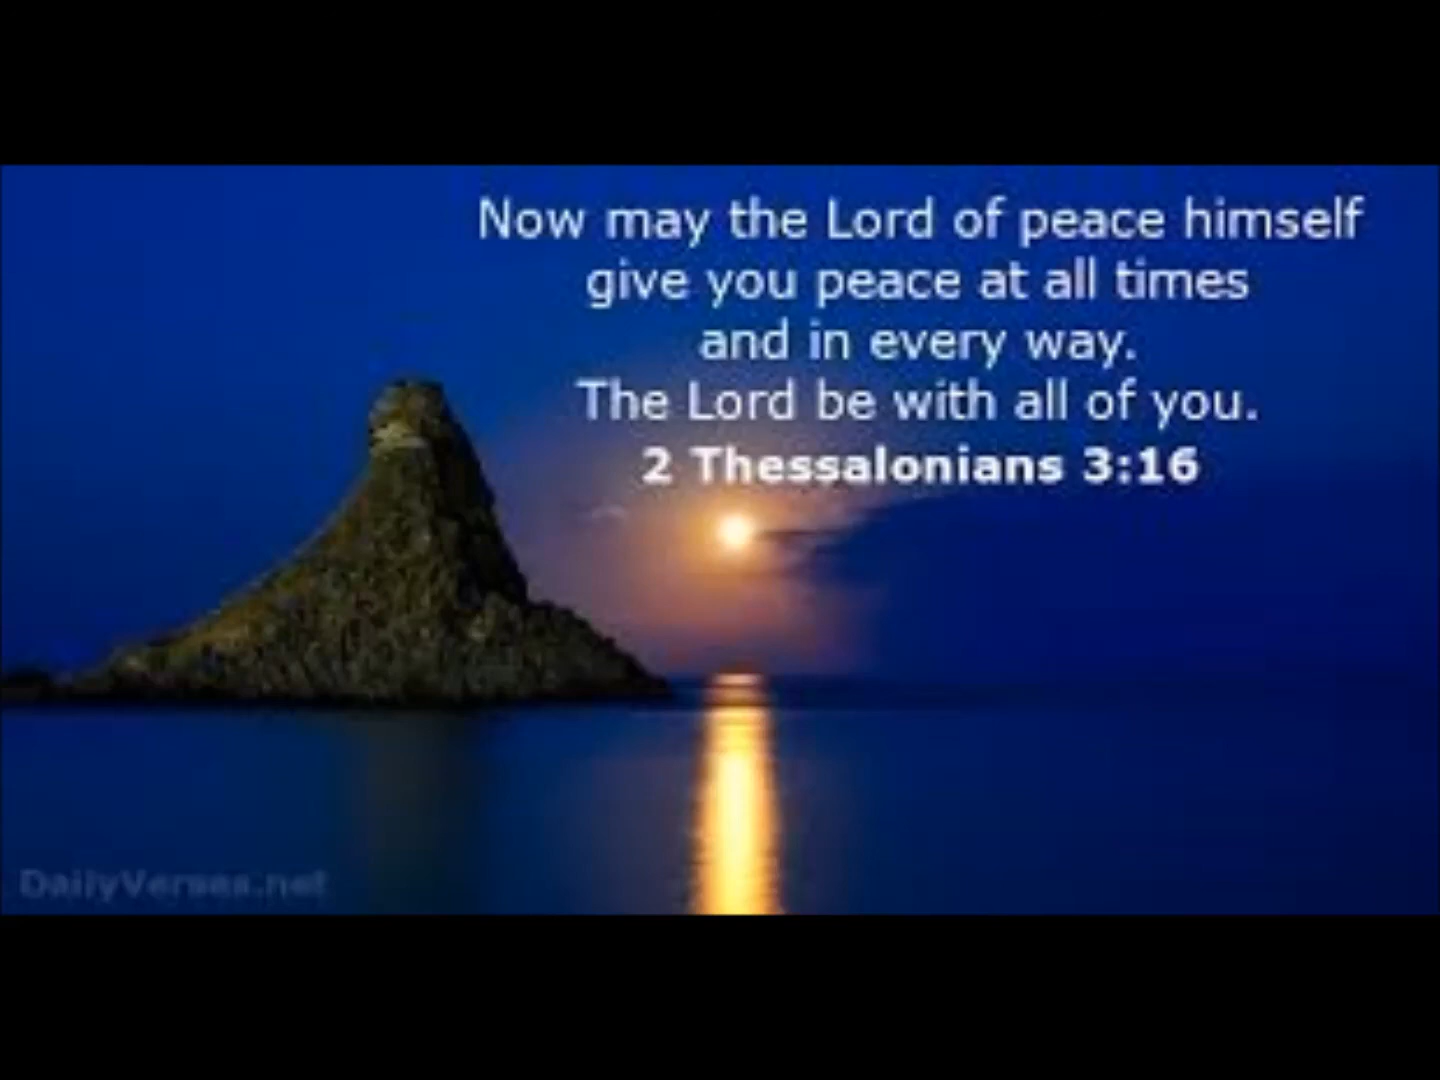 Now may the Lord of peace himself
give you peace at all times
and in every way.
The Lord be with all of you.
2 Thessalonians 3:16
DailyVerses.net